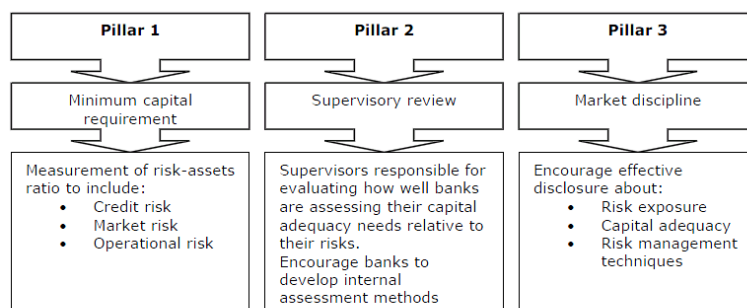 Pillar 1
Minimum capital
requirement
Measurement of risk-assets
ratio to include:
• Credit risk
• Market risk
• Operational risk
Pillar 2
Supervisory review
Supervisors responsible for
evaluating how well banks
are assessing their capital
adequacy needs relative to
their risks.
Encourage banks to
develop internal
assessment methods
Pillar 3
Market discipline
Encourage effective
disclosure about:
• Risk exposure
• Capital adequacy
• Risk management
techniques